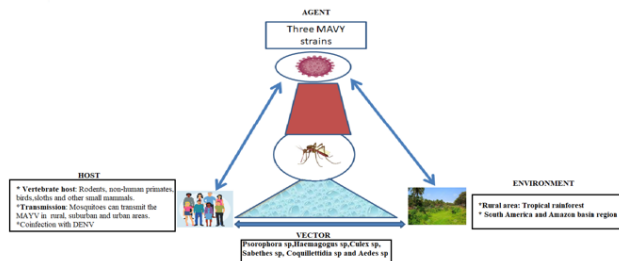 AGENT
Three MAVY
strains
HOST
* Vertebrate host: Rodents, non-human primates,
birds,sloths and other small mammals.
*Transmission: Mosquitoes can transmit the
MAYV in rural, suburban and urban areas.
*Coinfection with DENV
ENVIRONMENT
*Rural area: Tropical rainforest
* South America and Amazon basin region
VECTOR
Psorophora sp,Haemagogus sp,Culex sp,
Sabethes sp, Coquillettidia sp and Aedes sp